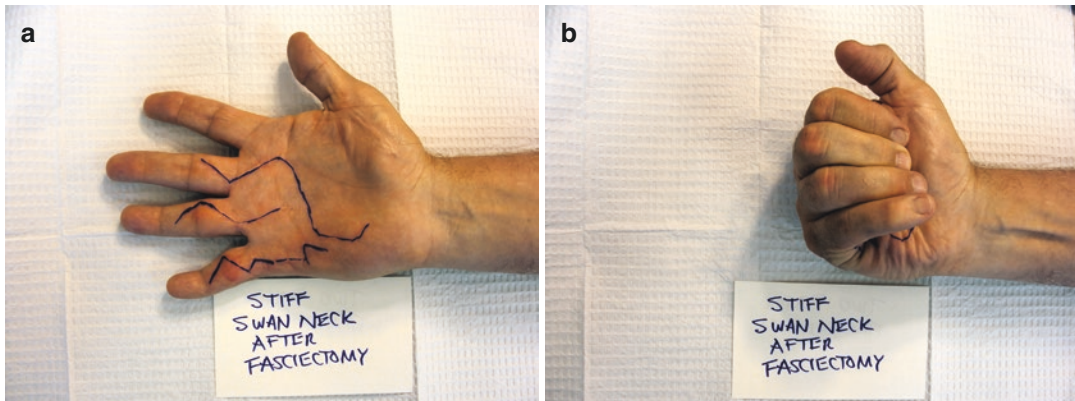 a
STIFF
SWAN NECK
AFTER
FASCIECTOMY
b
STIFF
SWAN NECK
AFTER
FASCIECTOMY